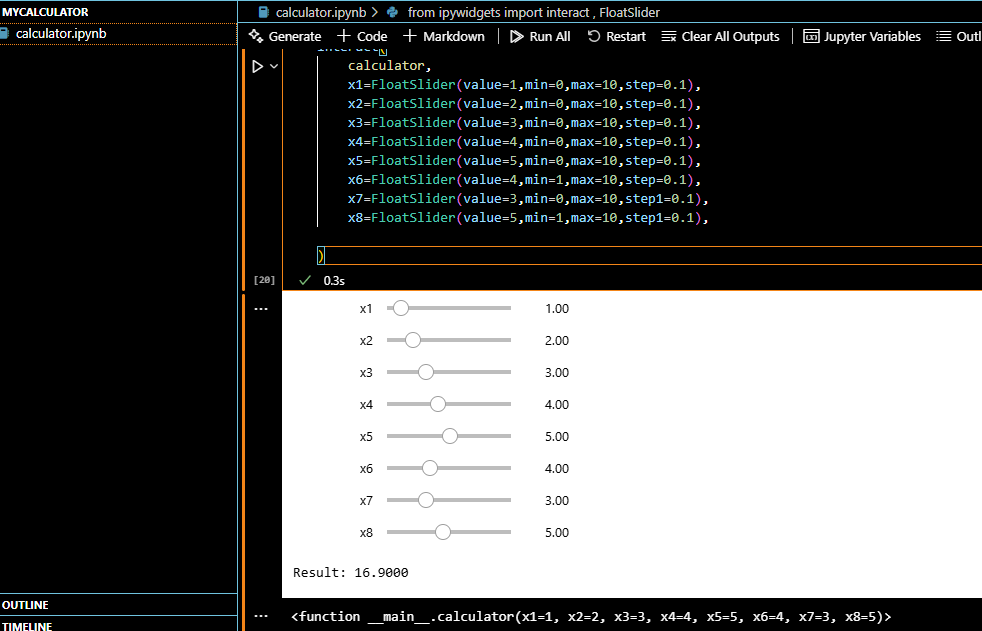 MYCALCULATOR
calculator.ipynb
calculator.ipynb > from ipywidgets import interact , FloatSlider
Generate + Code + Markdown | Run All Restart Clear All Outputs | Jupyter Variables Outl
interact(
calculator,
x1=FloatSlider(value=1,min=0,max=10,step=0.1),
x2=FloatSlider(value=2,min=0,max=10,step=0.1),
x3=FloatSlider(value=3,min=0,max=10,step=0.1),
x4=FloatSlider(value=4,min=0,max=10,step=0.1),
x5=FloatSlider(value=5,min=0,max=10,step=0.1),
x6=FloatSlider(value=4,min=1,max=10,step=0.1),
x7=FloatSlider(value=3,min=0,max=10,step1=0.1),
x8=FloatSlider(value=5,min=1,max=10,step1=0.1),
)
[20] ✓ 0.3s
x1 1.00
x2 2.00
x3 3.00
x4 4.00
x5 5.00
x6 4.00
x7 3.00
x8 5.00
Result: 16.9000
<function __main__.calculator(x1=1, x2=2, x3=3, x4=4, x5=5, x6=4, x7=3, x8=5)>
OUTLINE
TIMELINE